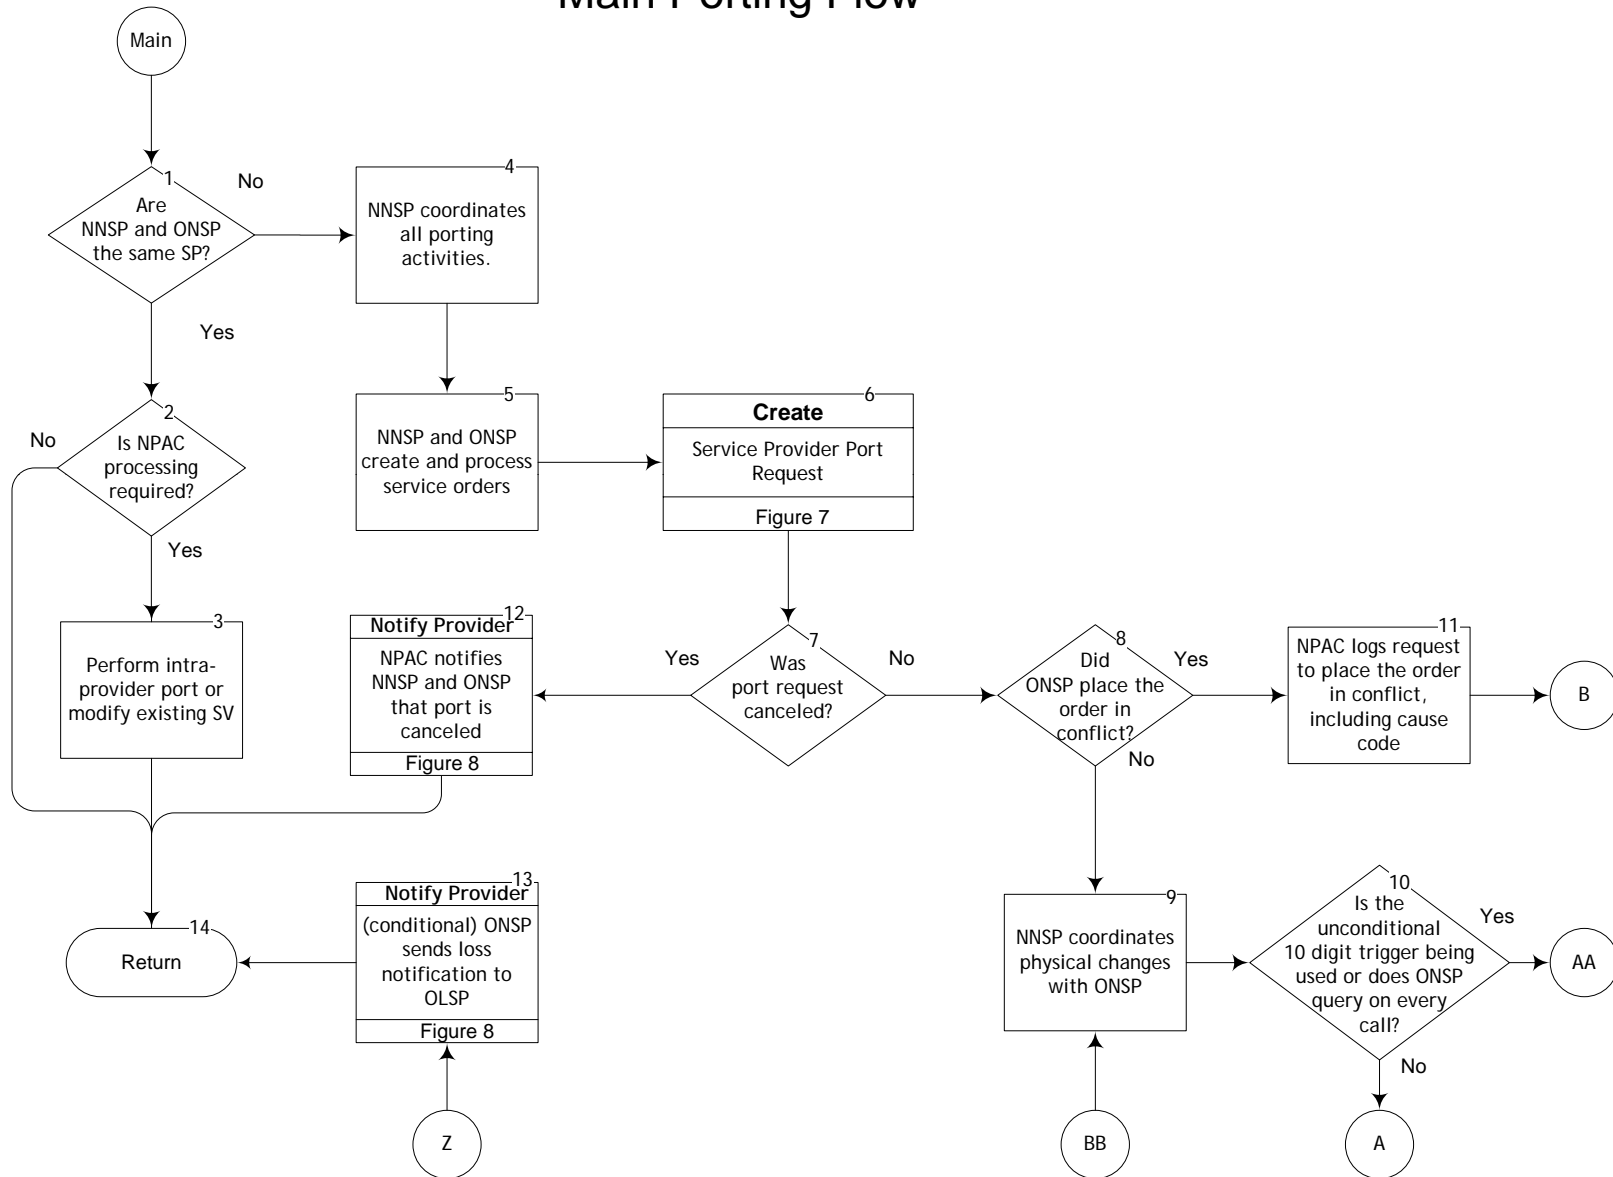 Main Porting Flow
Main
1
Are
NNSP and ONSP
the same SP?
No
Yes
4
NNSP coordinates
all porting
activities.
2
Is NPAC
processing
required?
No
Yes
5
NNSP and ONSP
create and process
service orders
6
Create
Service Provider Port
Request
Figure 7
3
Perform intra-
provider port or
modify existing SV
12
Notify Provider
NPAC notifies
NNSP and ONSP
that port is
canceled
Figure 8
7
Was
port request
canceled?
Yes
No
8
Did
ONSP place the
order in
conflict?
Yes
No
11
NPAC logs request
to place the order
in conflict,
including cause
code
B
14
Return
13
Notify Provider
(conditional) ONSP
sends loss
notification to
OLSP
Figure 8
9
NNSP coordinates
physical changes
with ONSP
10
Is the
unconditional
10 digit trigger being
used or does ONSP
query on every
call?
Yes
No
AA
Z
BB
A